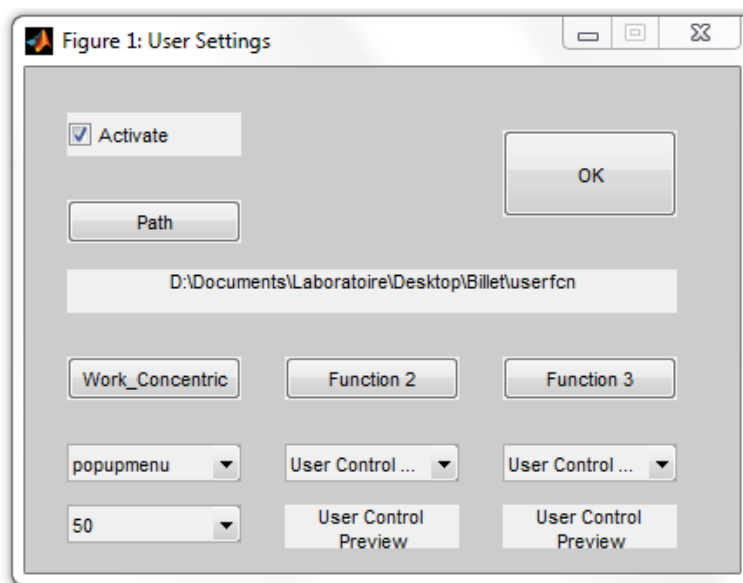 Figure 1: User Settings
Activate
OK
Path
D:\Documents\Laboratoire\Desktop\Billet\userfcn
Work_Concentric
Function 2
Function 3
popupmenu
User Control ...
User Control ...
50
User Control
Preview
User Control
Preview